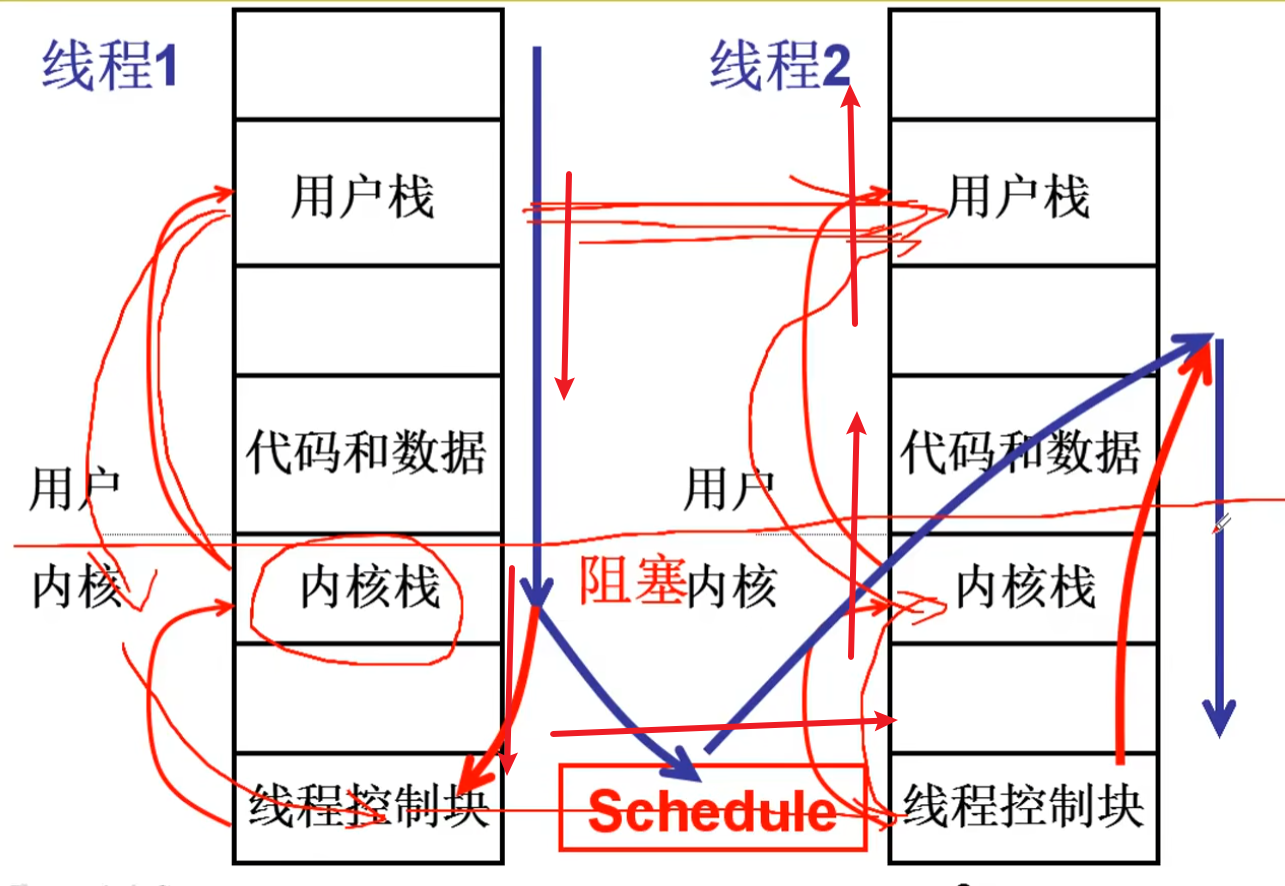 线程1
线程2
用户栈
用户栈
代码和数据
代码和数据
用户
用户
内核
内核栈
阻塞
内核
内核栈
线程控制块
Schedule
线程控制块